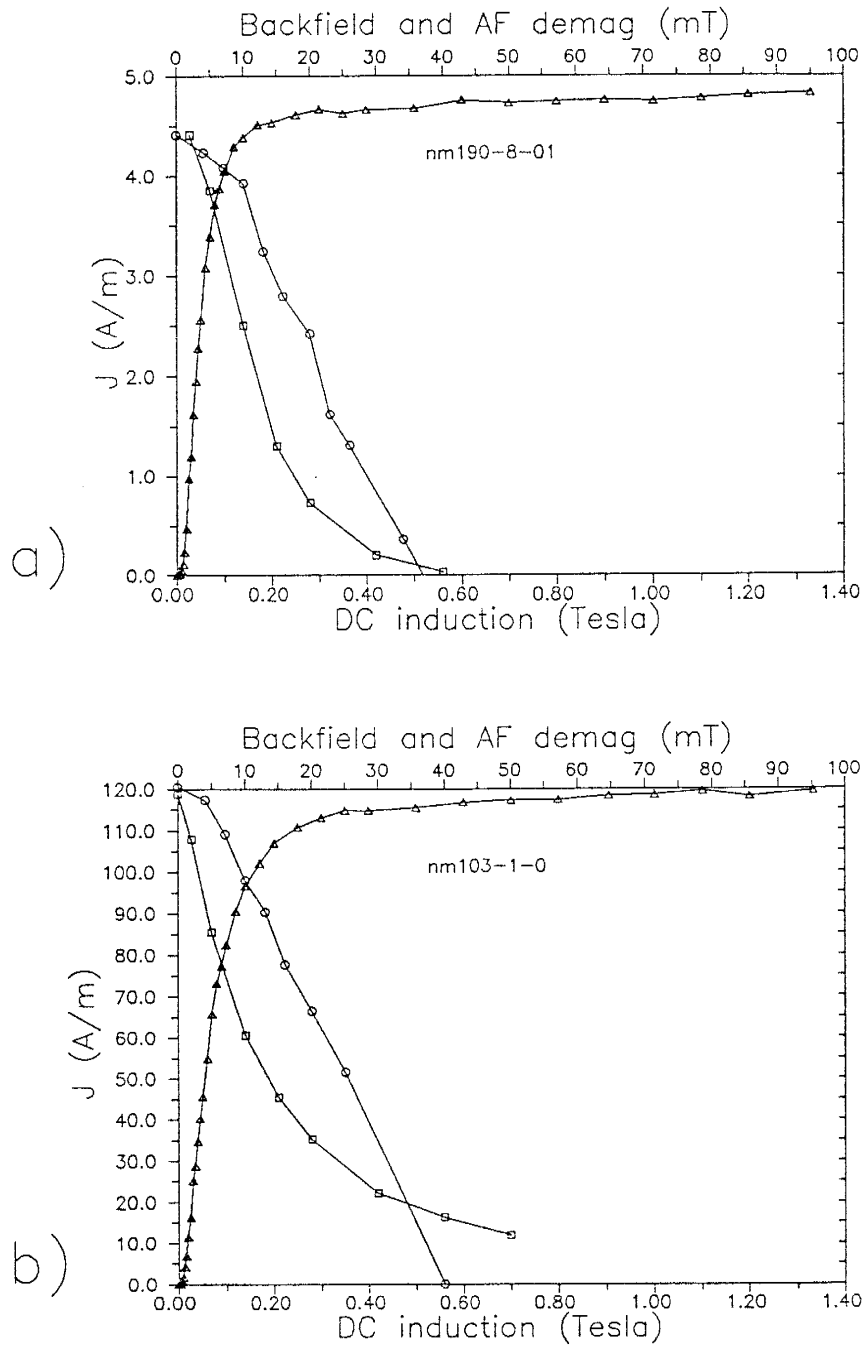 Backfield and AF demag (mT)
0 10 20 30 40 50 60 70 80 90 100
5.0
4.0
3.0
2.0
1.0
0.0
J (A/m)
nm190-8-01
a)
0.00 0.20 0.40 0.60 0.80 1.00 1.20 1.40
DC induction (Tesla)
Backfield and AF demag (mT)
0 10 20 30 40 50 60 70 80 90 100
120.0
110.0
100.0
90.0
80.0
70.0
60.0
50.0
40.0
30.0
20.0
10.0
0.0
J (A/m)
nm103-1-0
b)
0.00 0.20 0.40 0.60 0.80 1.00 1.20 1.40
DC induction (Tesla)